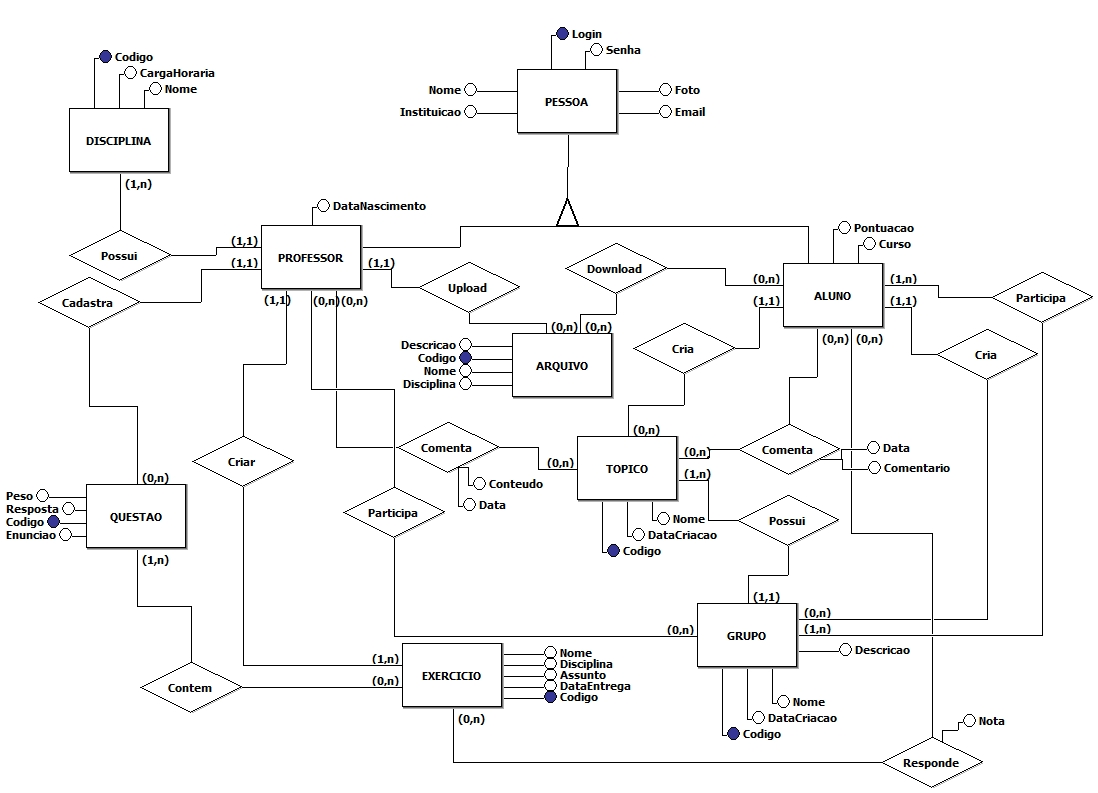 Login
Senha
Codigo
CargaHoraria
Nome
Nome
Foto
PESSOA
Instituicao
Email
DISCIPLINA
(1,n)
DataNascimento
Pontuacao
Curso
(1,1)
Possui
PROFESSOR
(1,1)
(1,1)
Download
(0,n)
(1,n)
Upload
ALUNO
Participa
Cadastra
(1,1)
(0,n)
(0,n)
(1,1)
(1,1)
(0,n)
(0,n)
(0,n)
(0,n)
Descricao
Codigo
Nome
Disciplina
ARQUIVO
Cria
Cria
(0,n)
Comenta
(0,n)
TOPICO
(0,n)
(1,n)
Comenta
Data
Comentario
Criar
Conteudo
Data
(0,n)
Peso
Resposta
Codigo
Enunciao
QUESTAO
Participa
Nome
DataCriacao
Codigo
Possui
(1,n)
(1,1)
(0,n)
(0,n)
GRUPO
(1,n)
Descricao
(1,n)
(0,n)
EXERCICIO
Nome
Disciplina
Assunto
DataEntrega
Codigo
Contem
(0,n)
Nome
DataCriacao
Codigo
Nota
Responde